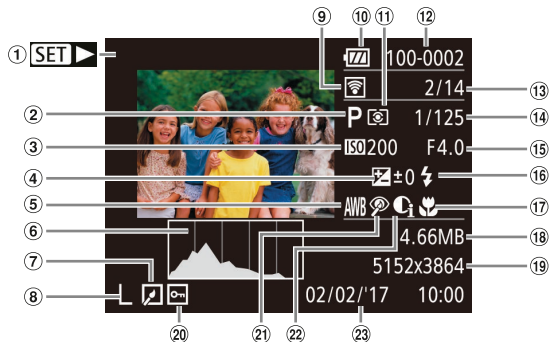 ⑨ ⑩ ⑪ ⑫
① SET 100-0002
2/14 ⑬
② P 1/125 ⑭
③ ISO200 F4.0 ⑮
④ ±0 ⑯
⑤ AWB i ⑰
⑥ 4.66MB ⑱
⑦ 5152x3864 ⑲
⑧ L 02/02/'17 10:00
⑳ ㉑ ㉒ ㉓